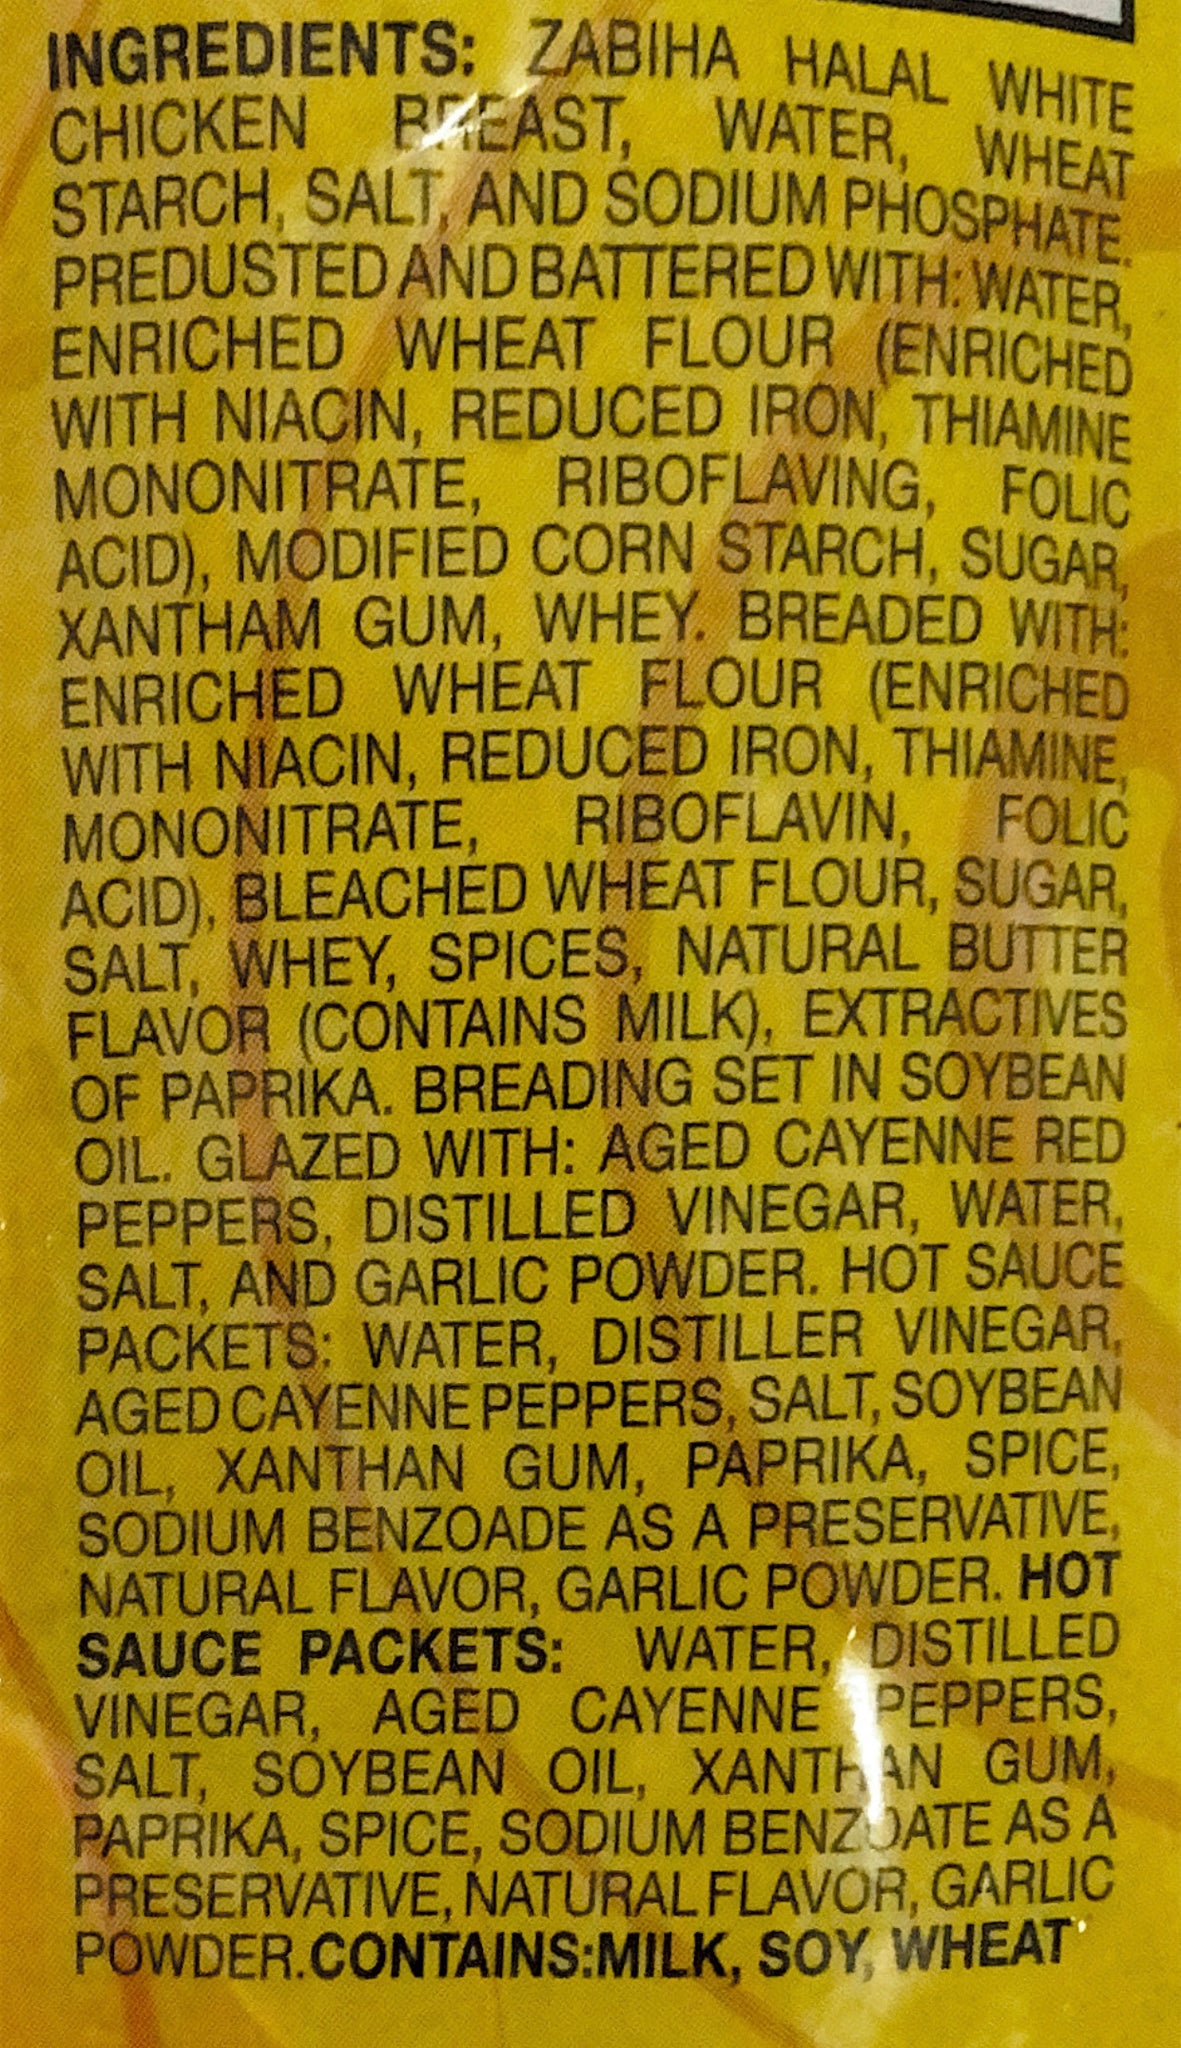 INGREDIENTS: ZABIHA HALAL WHITE
CHICKEN BREAST, WATER, WHEAT
STARCH, SALT, AND SODIUM PHOSPHATE.
PREDUSTED AND BATTERED WITH: WATER,
ENRICHED WHEAT FLOUR (ENRICHED
WITH NIACIN, REDUCED IRON, THIAMINE
MONONITRATE, RIBOFLAVING, FOLIC
ACID), MODIFIED CORN STARCH, SUGAR,
XANTHAM GUM, WHEY. BREADED WITH:
ENRICHED WHEAT FLOUR (ENRICHED
WITH NIACIN, REDUCED IRON, THIAMINE,
MONONITRATE, RIBOFLAVIN, FOLIC
ACID), BLEACHED WHEAT FLOUR, SUGAR,
SALT, WHEY, SPICES, NATURAL BUTTER
FLAVOR (CONTAINS MILK), EXTRACTIVES
OF PAPRIKA. BREADING SET IN SOYBEAN
OIL. GLAZED WITH: AGED CAYENNE RED
PEPPERS, DISTILLED VINEGAR, WATER,
SALT, AND GARLIC POWDER. HOT SAUCE
PACKETS: WATER, DISTILLER VINEGAR,
AGED CAYENNE PEPPERS, SALT, SOYBEAN
OIL, XANTHAN GUM, PAPRIKA, SPICE,
SODIUM BENZOADE AS A PRESERVATIVE,
NATURAL FLAVOR, GARLIC POWDER. HOT
SAUCE PACKETS: WATER, DISTILLED
VINEGAR, AGED CAYENNE PEPPERS,
SALT, SOYBEAN OIL, XANTHAN GUM,
PAPRIKA, SPICE, SODIUM BENZOATE AS A
PRESERVATIVE, NATURAL FLAVOR, GARLIC
POWDER.CONTAINS:MILK, SOY, WHEAT